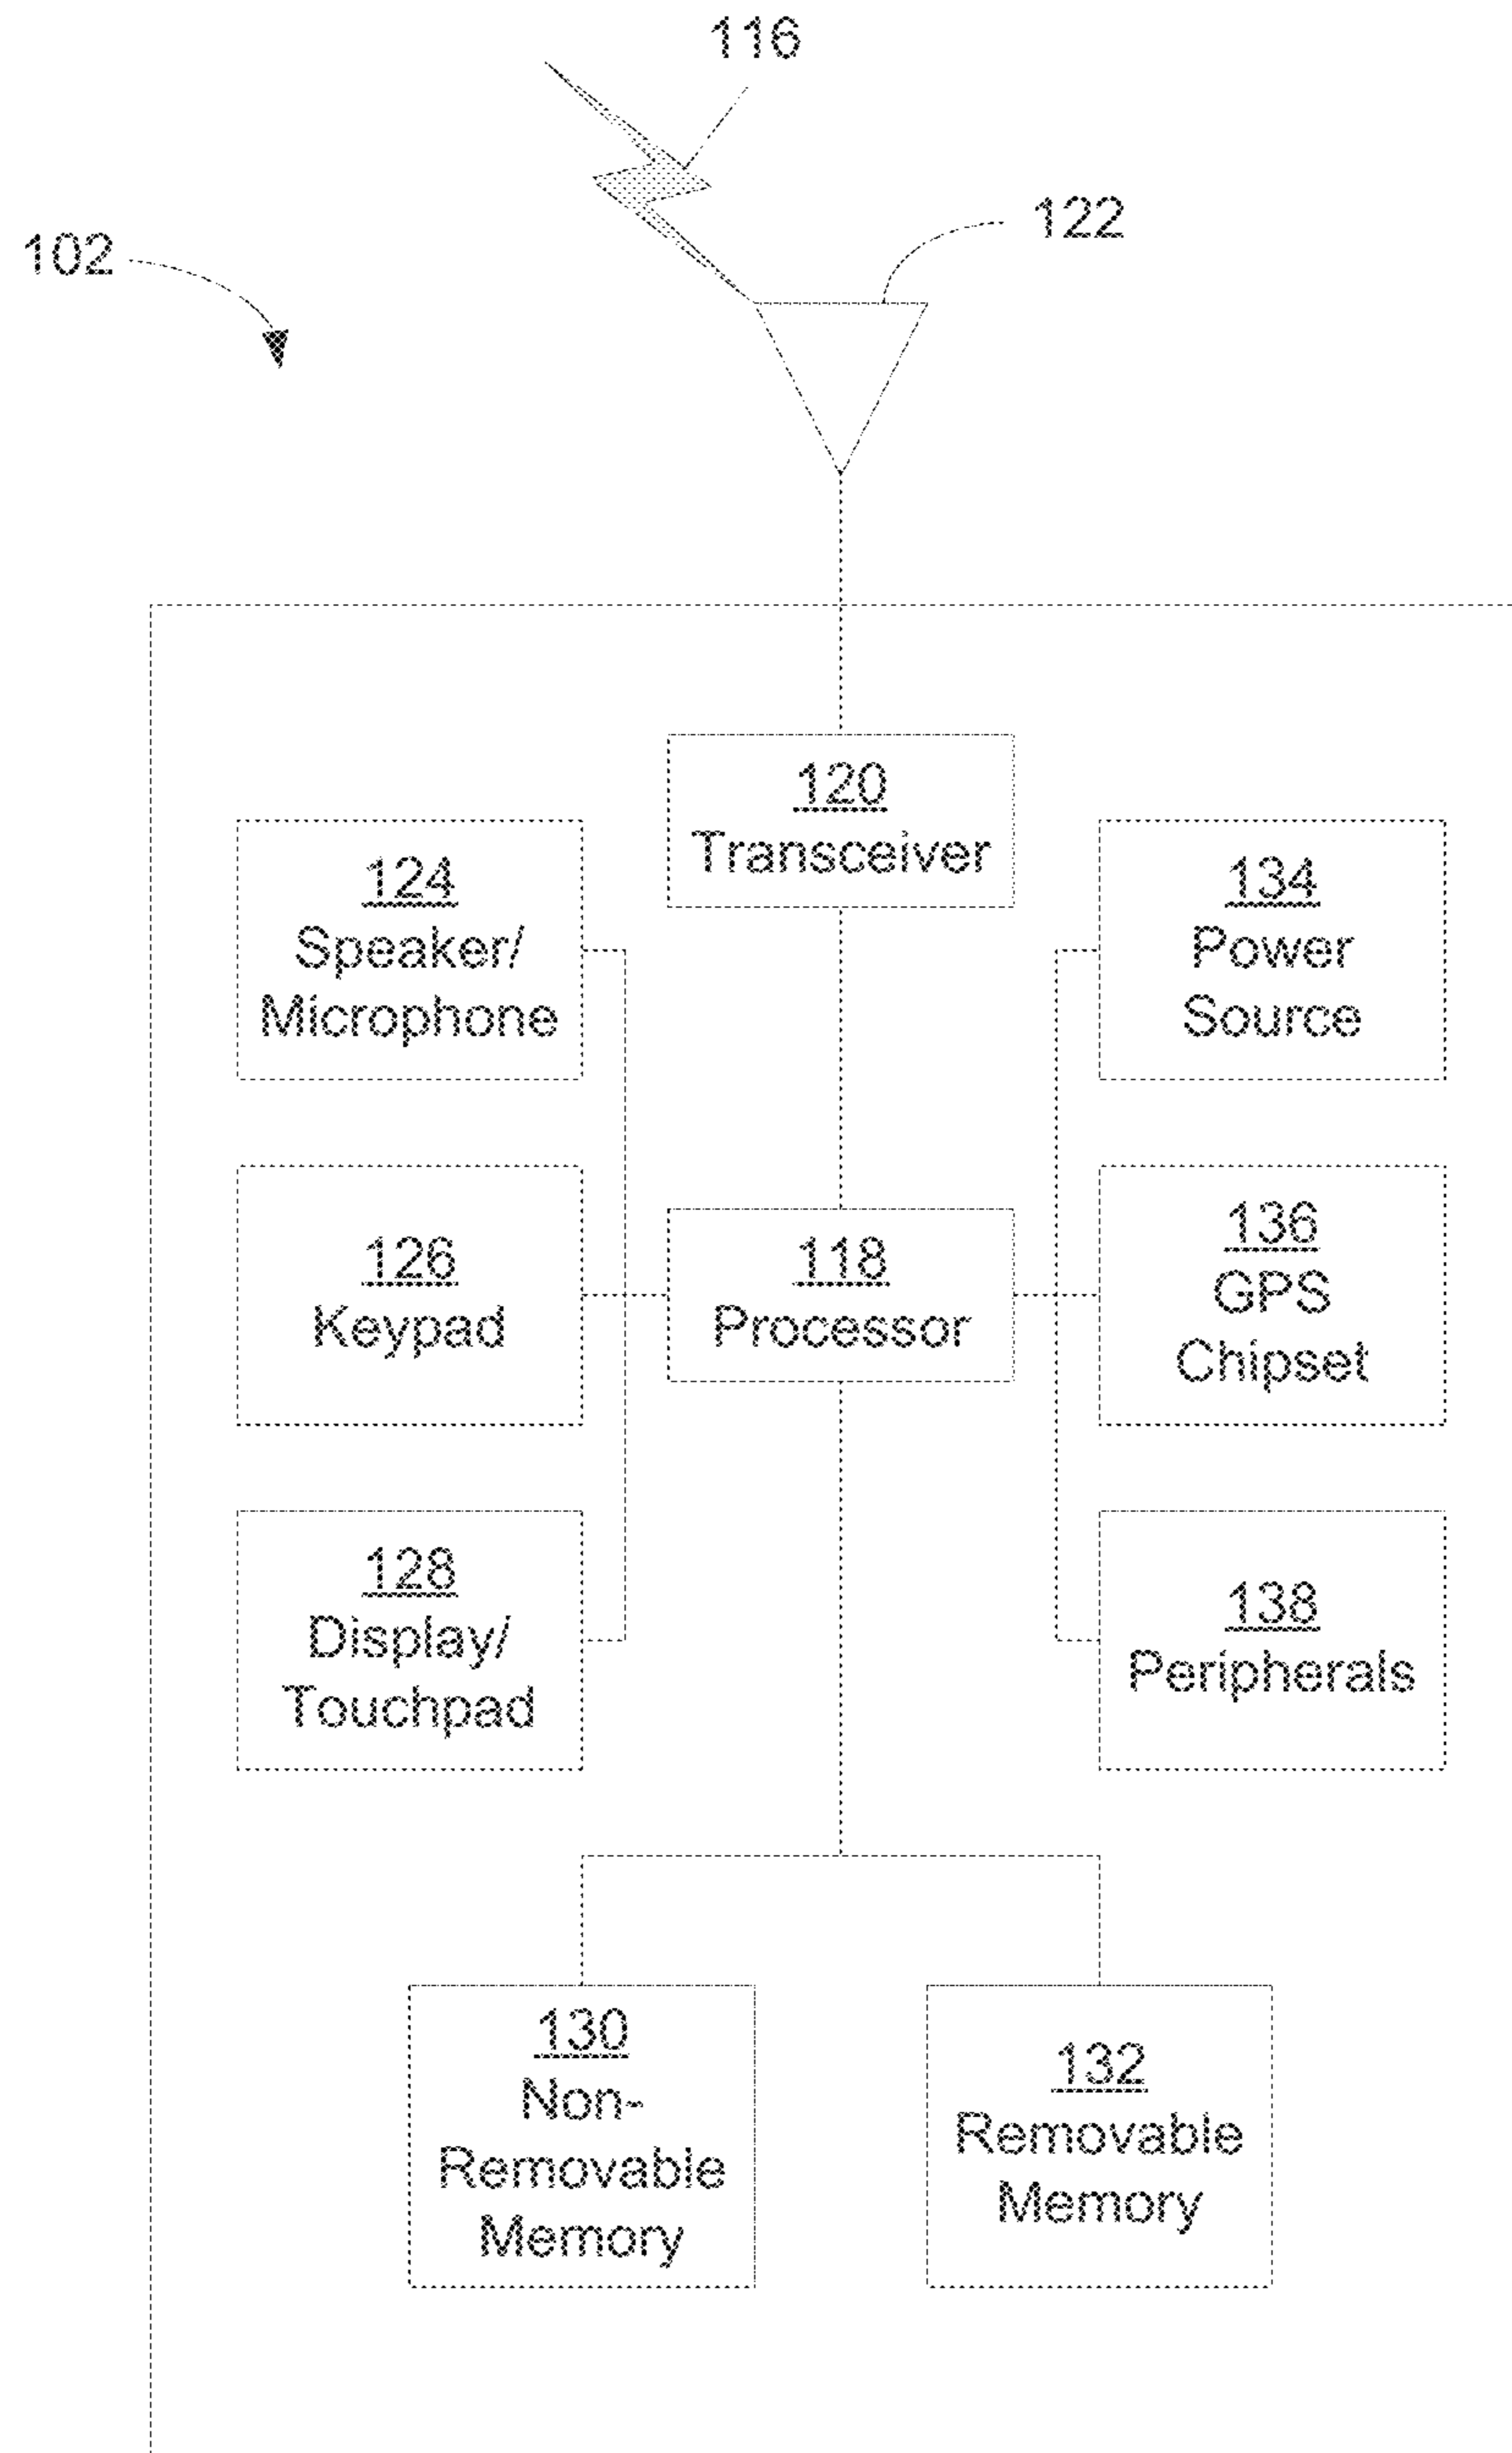 116
122
102
120
Transceiver
124
Speaker/
Microphone
134
Power
Source
126
Keypad
118
Processor
136
GPS
Chipset
128
Display/
Touchpad
138
Peripherals
130
Non-
Removable
Memory
132
Removable
Memory